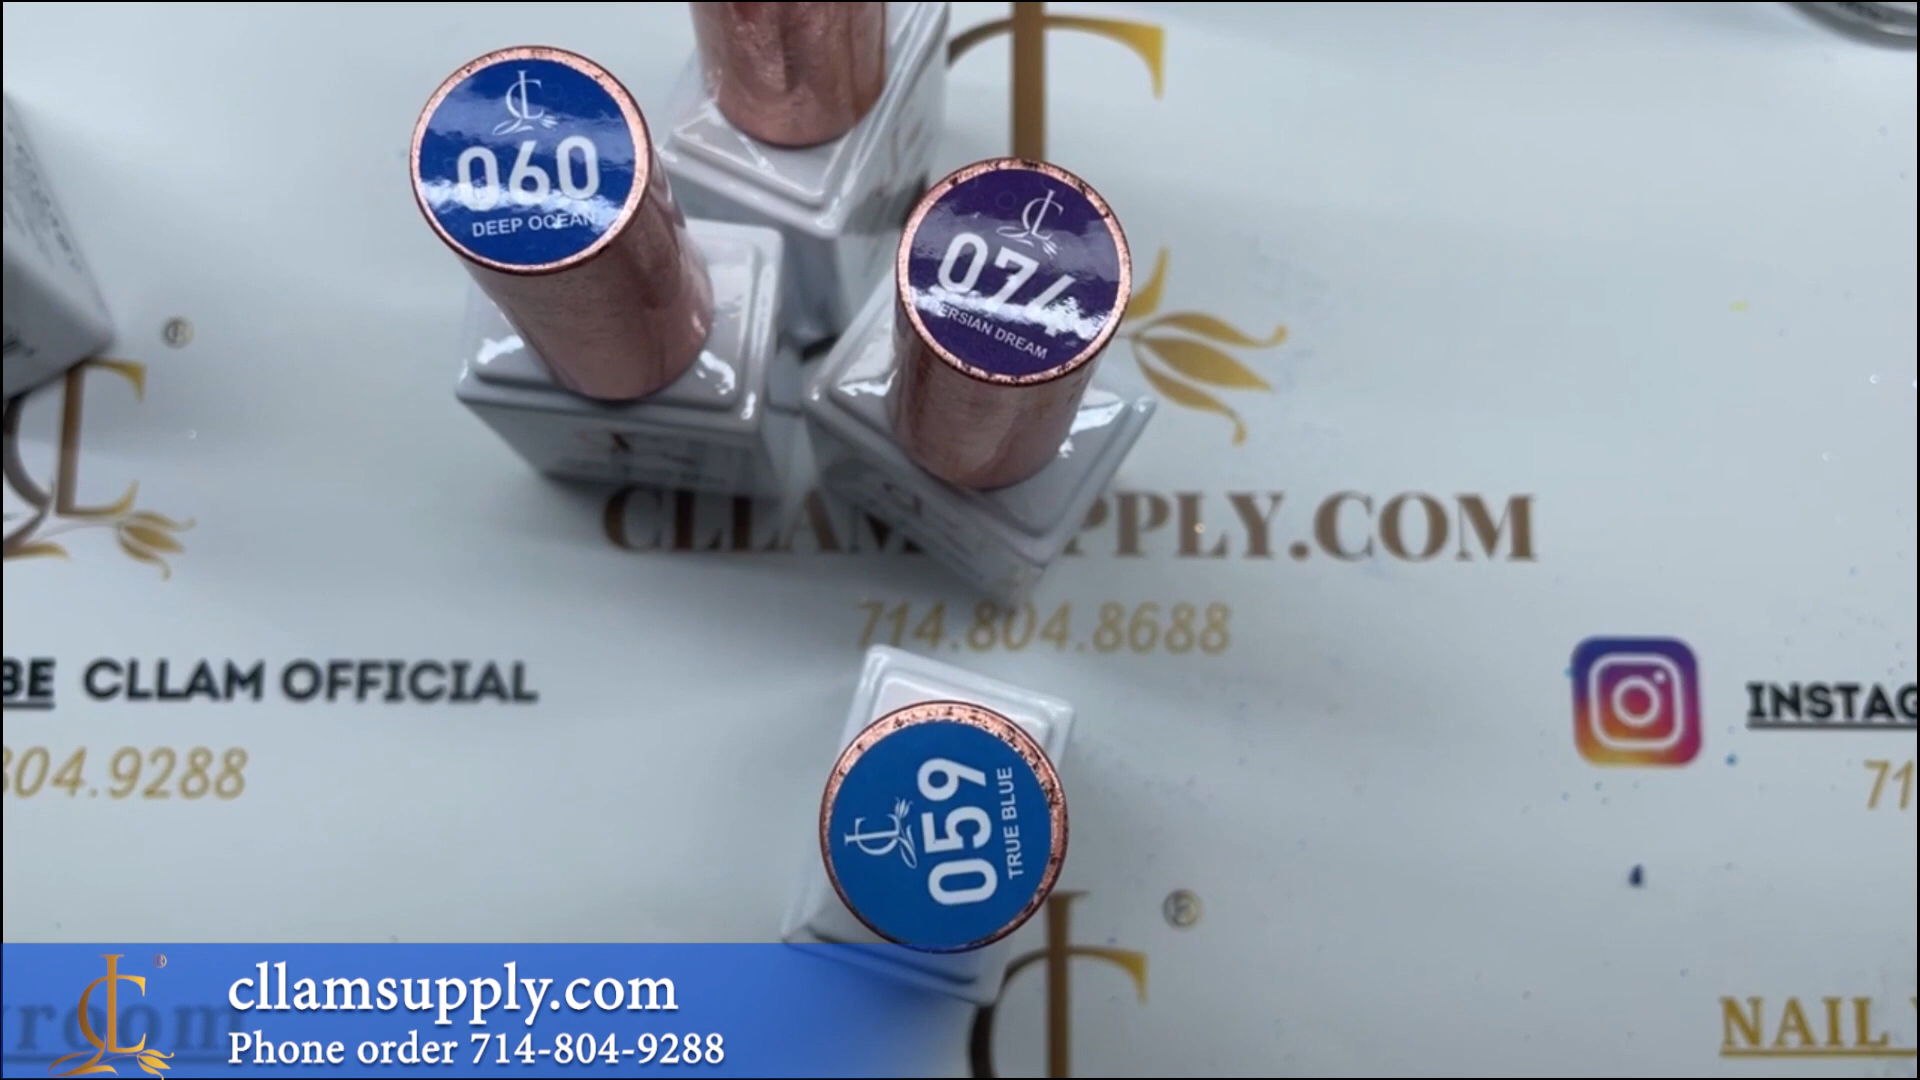 060
DEEP OCEAN
074
ERSIAN DREAM
®
CLLAM PPLY.COM
714.804.8688
BE CLLAM OFFICIAL
804.9288
INSTAG
71
059
TRUE BLUE
®
NAIL
cllamsupply.com
Phone order 714-804-9288